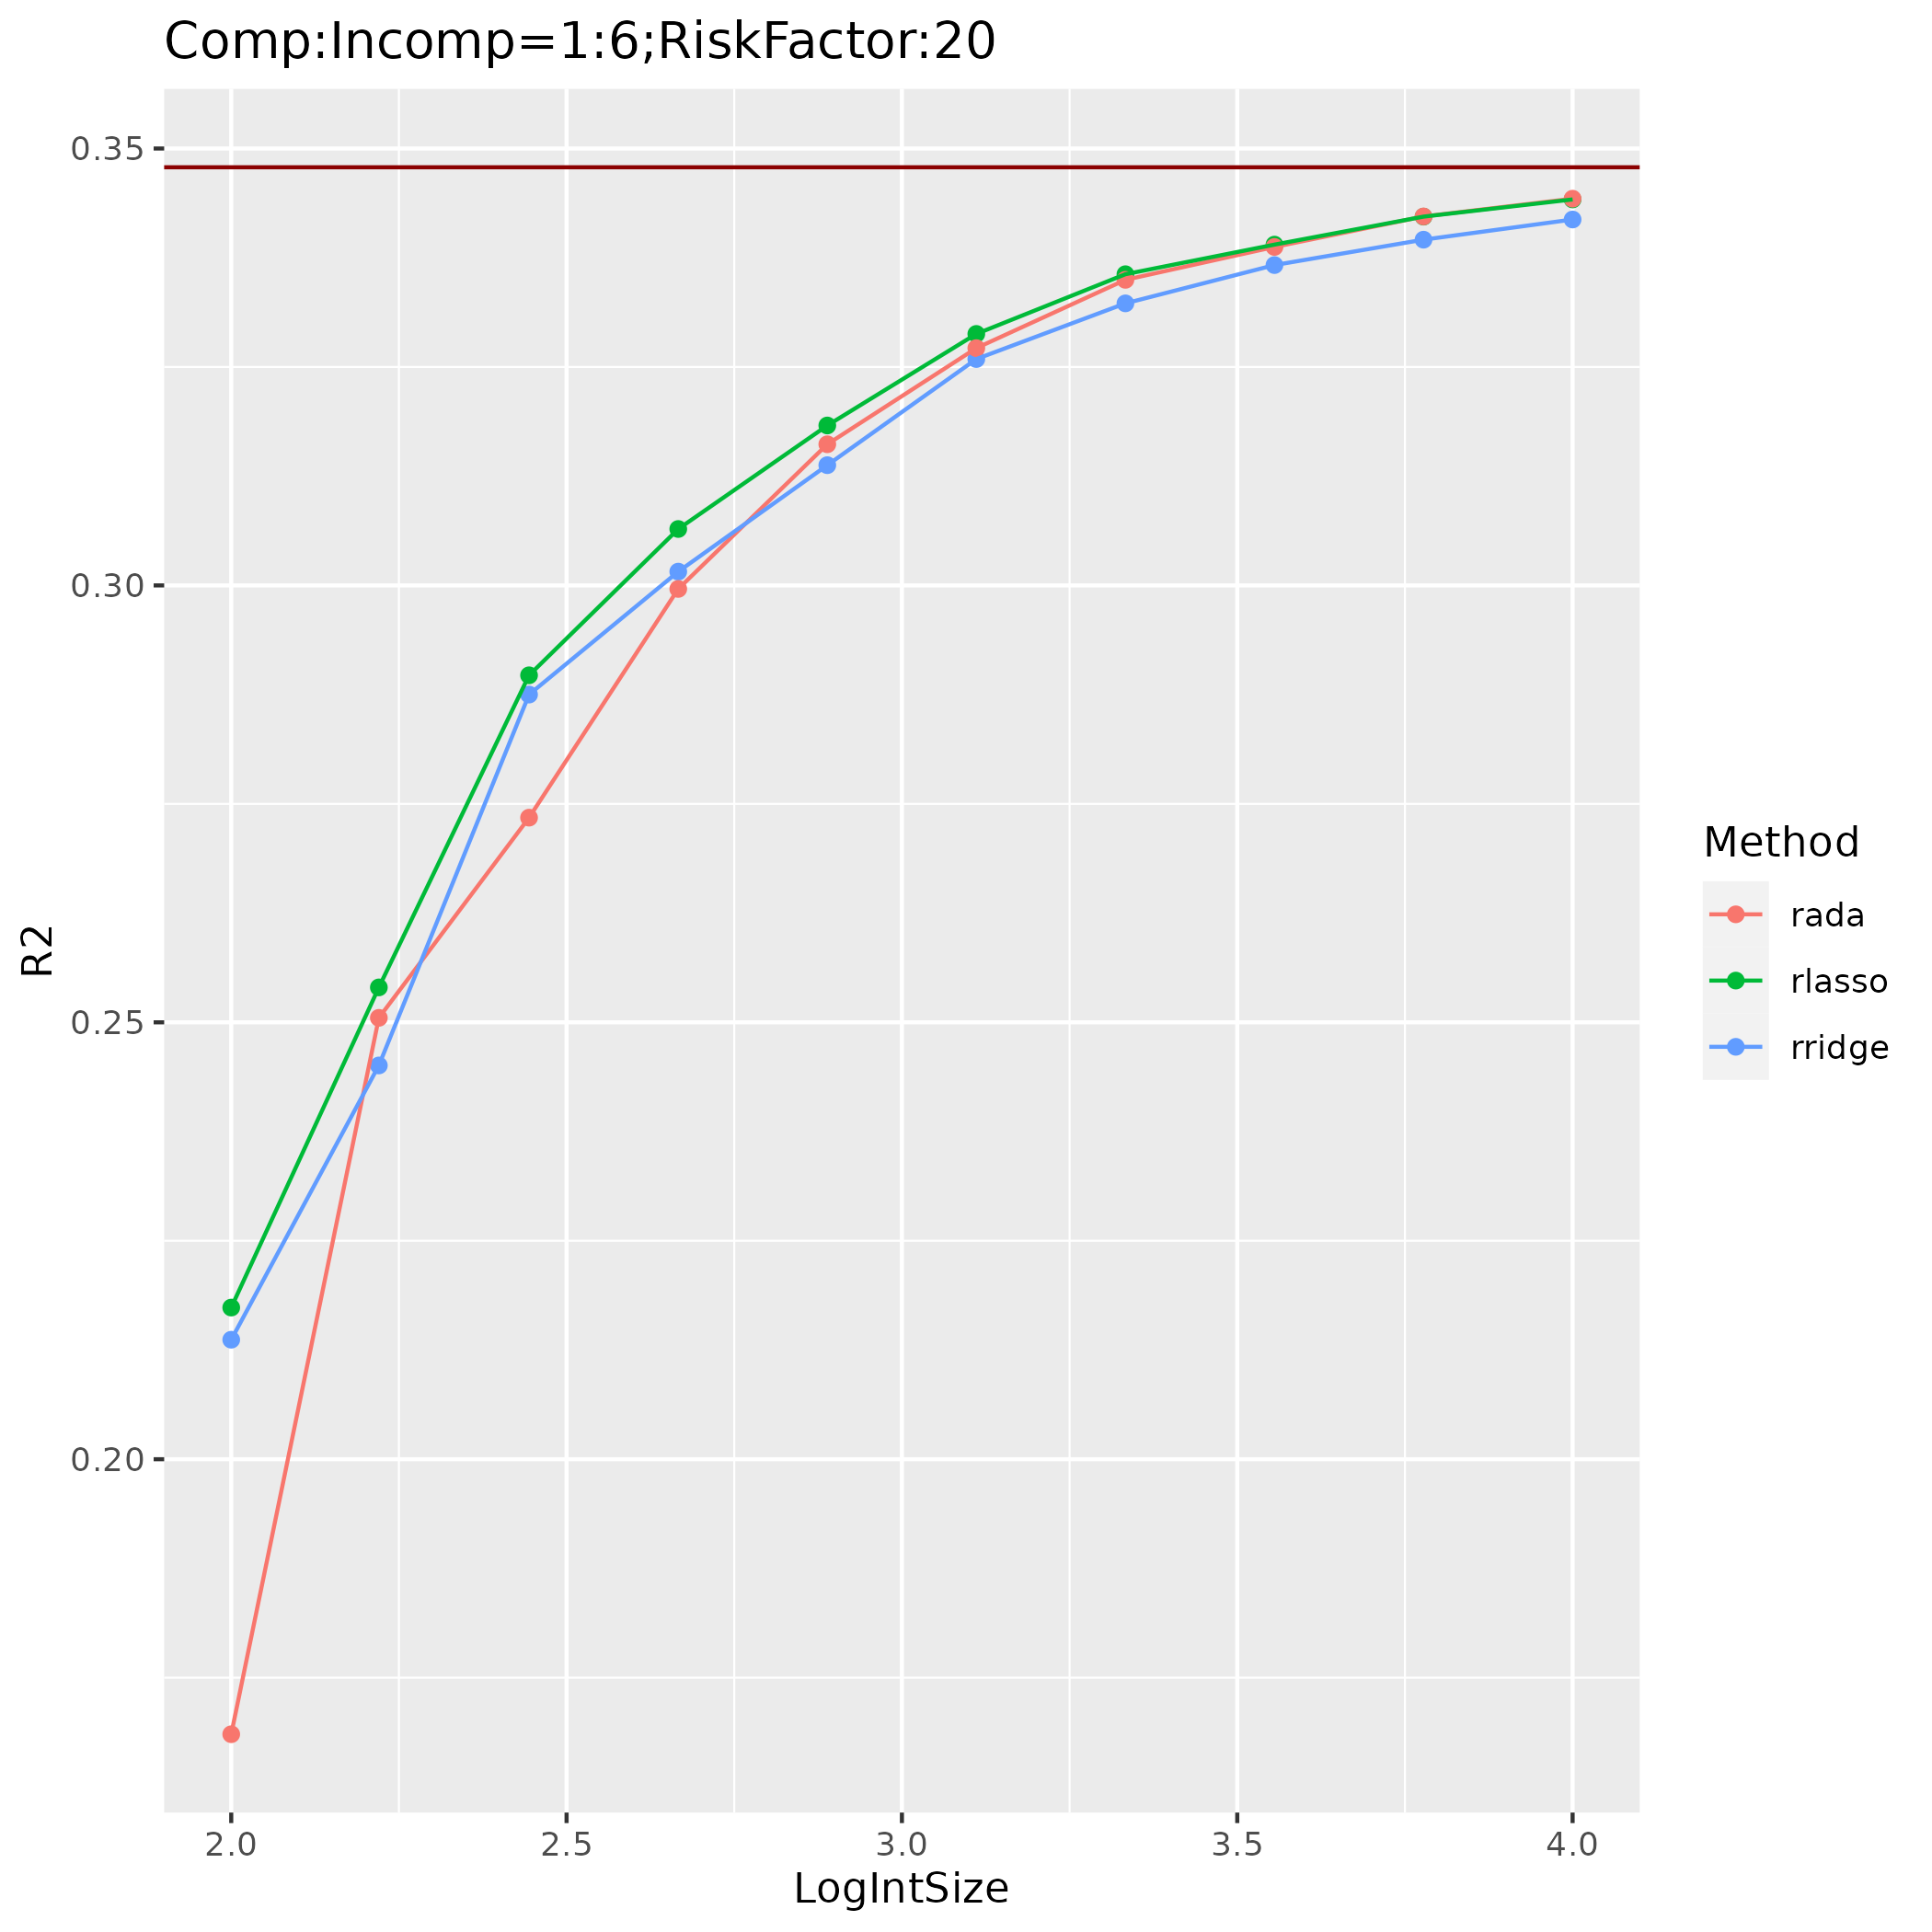 Comp:Incomp=1:6;RiskFactor:20
0.35
0.30
0.25
0.20
R2
2.0 2.5 3.0 3.5 4.0
LogIntSize
Method
rada
rlasso
rridge